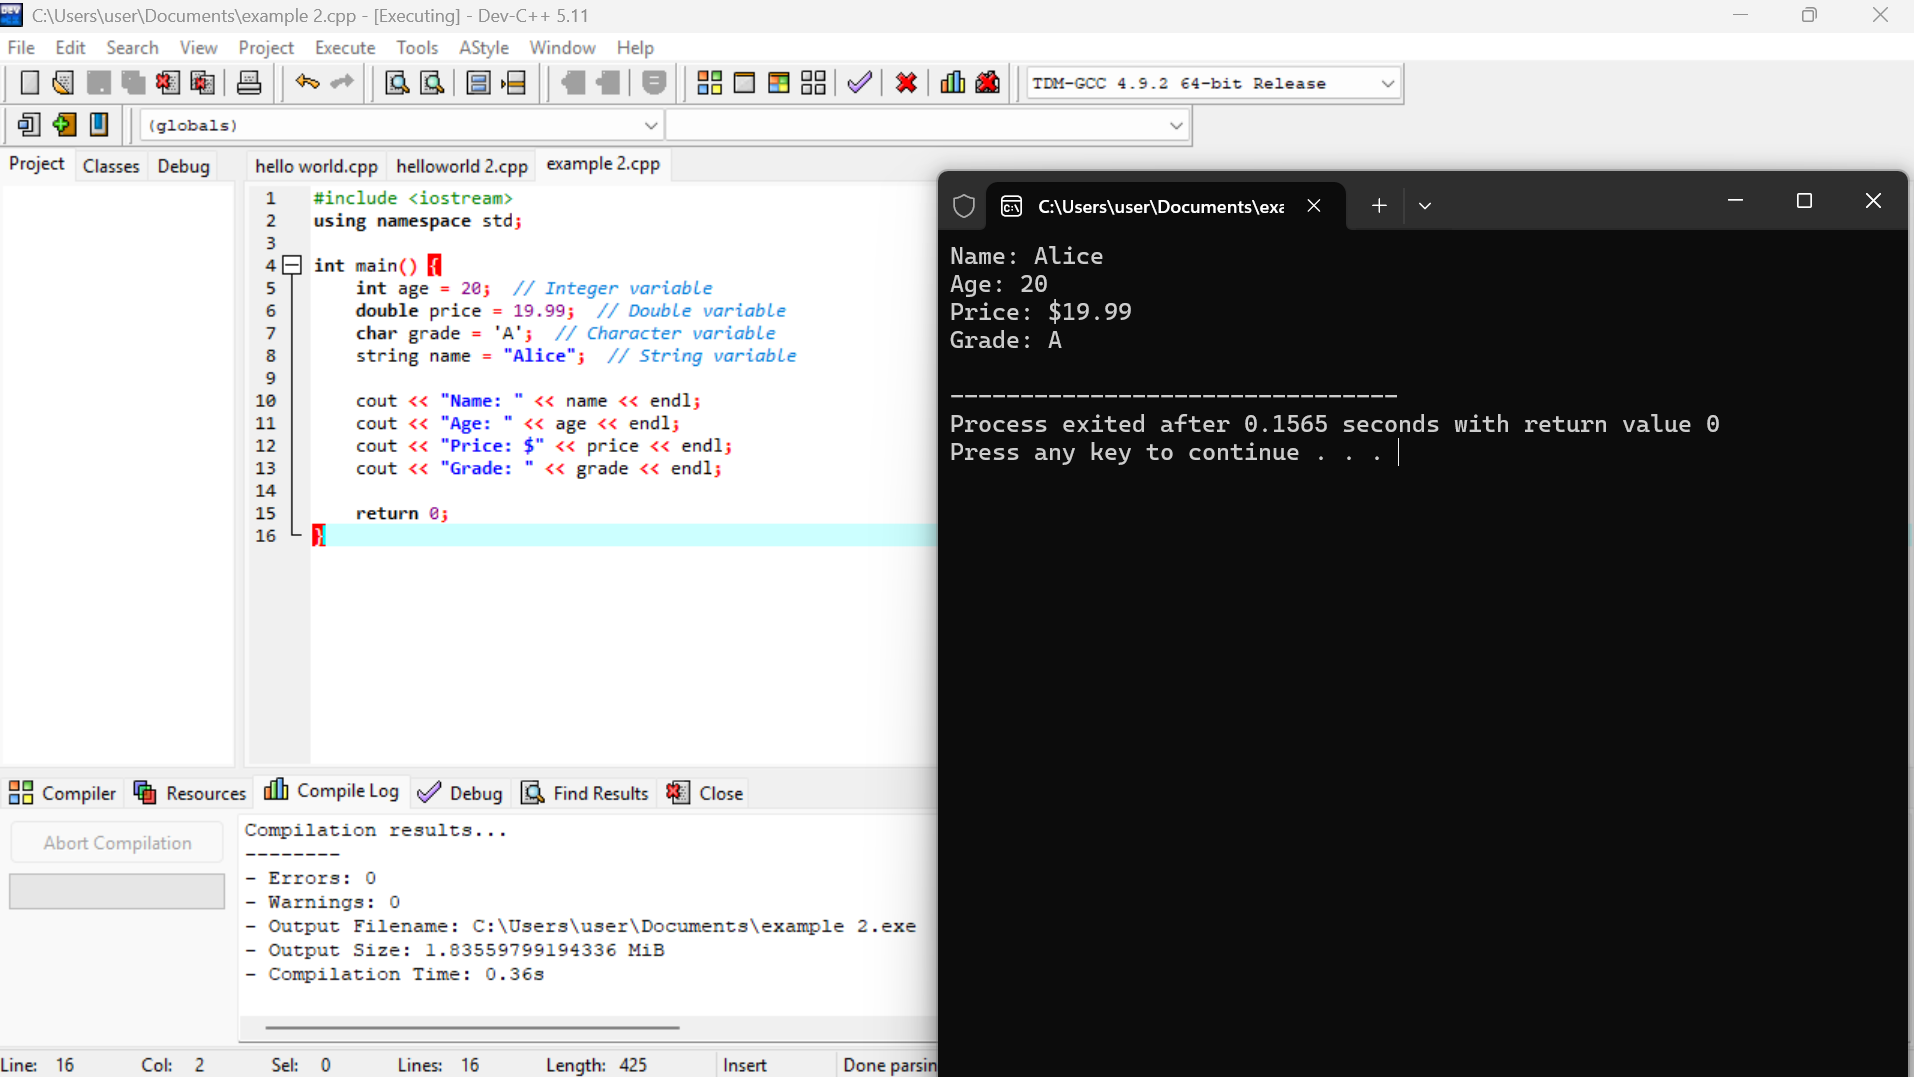 C:\Users\user\Documents\example 2.cpp - [Executing] - Dev-C++ 5.11
File Edit Search View Project Execute Tools AStyle Window Help
TDM-GCC 4.9.2 64-bit Release
(globals)
Project Classes Debug
hello world.cpp helloworld 2.cpp example 2.cpp
1 #include <iostream>
2 using namespace std;
3
4 int main() {
5 int age = 20; // Integer variable
6 double price = 19.99; // Double variable
7 char grade = 'A'; // Character variable
8 string name = "Alice"; // String variable
9
10 cout << "Name: " << name << endl;
11 cout << "Age: " << age << endl;
12 cout << "Price: $" << price << endl;
13 cout << "Grade: " << grade << endl;
14
15 return 0;
16 }
C:\Users\user\Documents\exa
Name: Alice
Age: 20
Price: $19.99
Grade: A
--------------------------------
Process exited after 0.1565 seconds with return value 0
Press any key to continue . . .
Compiler Resources Compile Log Debug Find Results Close
Abort Compilation
Compilation results...
--------
- Errors: 0
- Warnings: 0
- Output Filename: C:\Users\user\Documents\example 2.exe
- Output Size: 1.83559799194336 MiB
- Compilation Time: 0.36s
Line: 16 Col: 2 Sel: 0 Lines: 16 Length: 425 Insert Done parsin